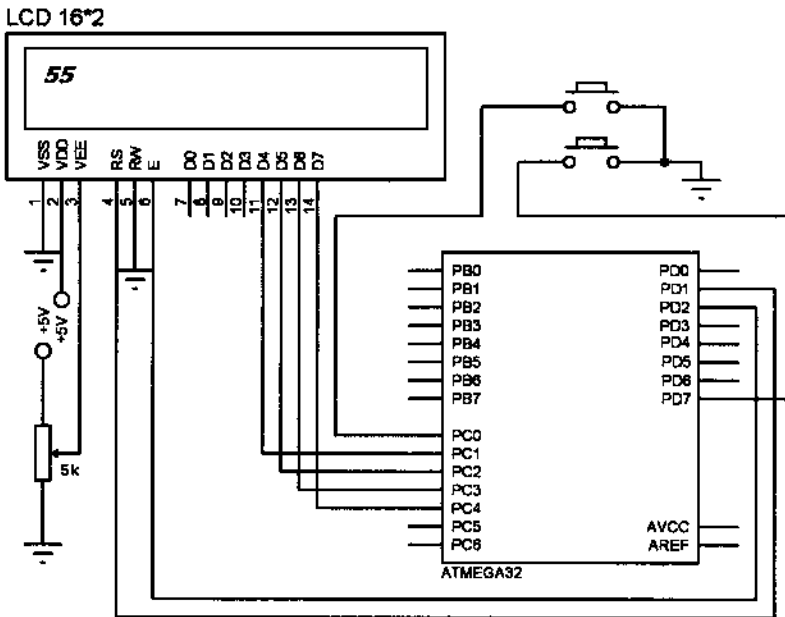 LCD 16*2
55
VSS VDD VEE RS RW E D0 D1 D2 D3 D4 D5 D6 D7
1 2 3 4 5 6 7 8 9 10 11 12 13 14
+5V
+5V
5k
PB0 PD0
PB1 PD1
PB2 PD2
PB3 PD3
PB4 PD4
PB5 PD5
PB6 PD6
PB7 PD7
PC0
PC1
PC2
PC3
PC4
PC5 AVCC
PC6 AREF
ATMEGA32